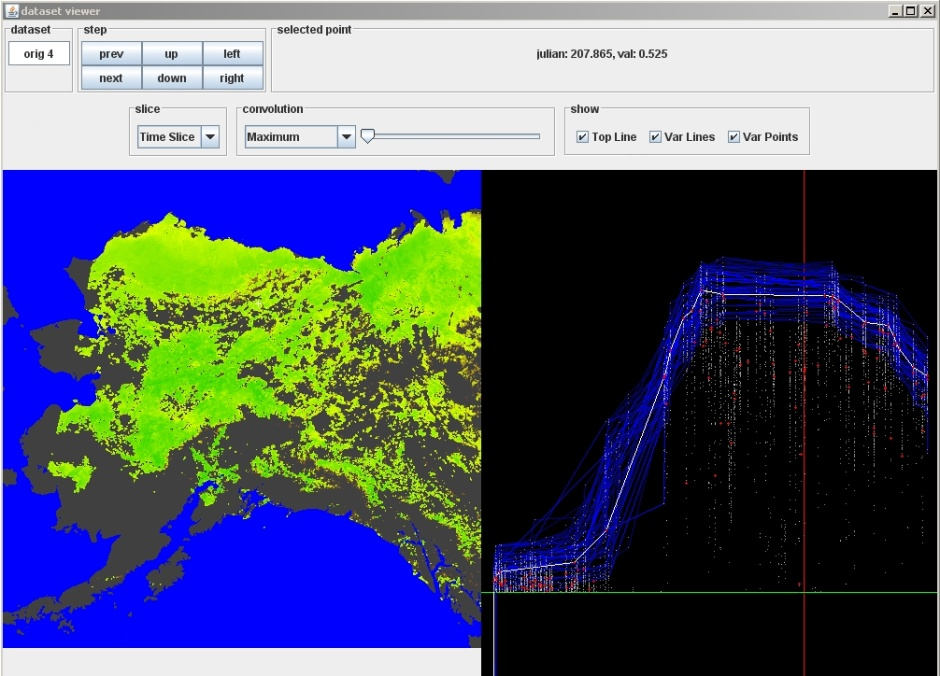 dataset viewer
dataset
orig 4
step
prev up left
next down right
selected point
julian: 207.865, val: 0.525
slice
Time Slice
convolution
Maximum
show
Top Line Var Lines Var Points